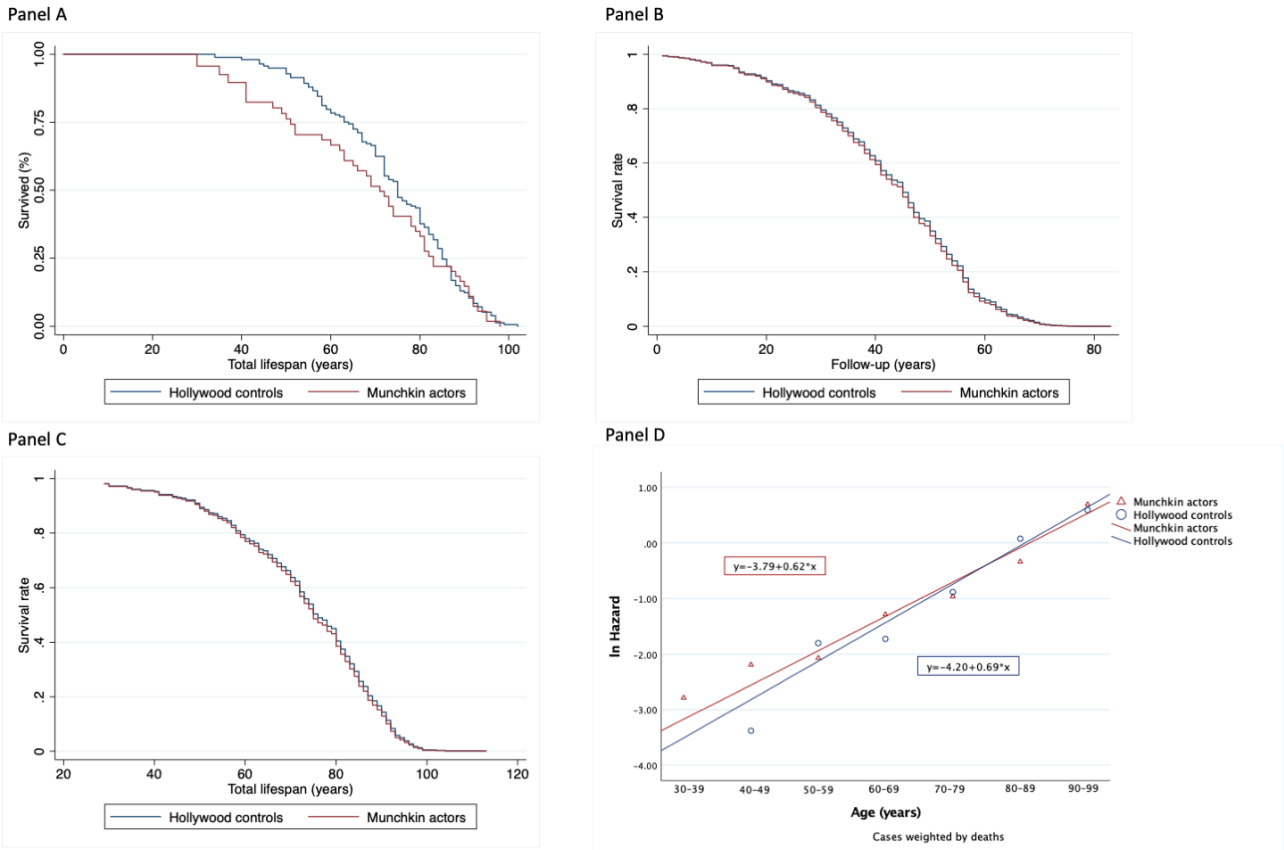 Panel A
Survived (%)
1.00
0.75
0.50
0.25
0.00
0 20 40 60 80 100
Total lifespan (years)
Hollywood controls Munchkin actors
Panel B
Survival rate
1
.8
.6
.4
.2
0
0 20 40 60 80
Follow-up (years)
Hollywood controls Munchkin actors
Panel C
Survival rate
1
.8
.6
.4
.2
0
20 40 60 80 100 120
Total lifespan (years)
Hollywood controls Munchkin actors
Panel D
ln Hazard
1.00
.00
-1.00
-2.00
-3.00
-4.00
y=-3.79+0.62*x
y=-4.20+0.69*x
Munchkin actors
Hollywood controls
Munchkin actors
Hollywood controls
30-39 40-49 50-59 60-69 70-79 80-89 90-99
Age (years)
Cases weighted by deaths